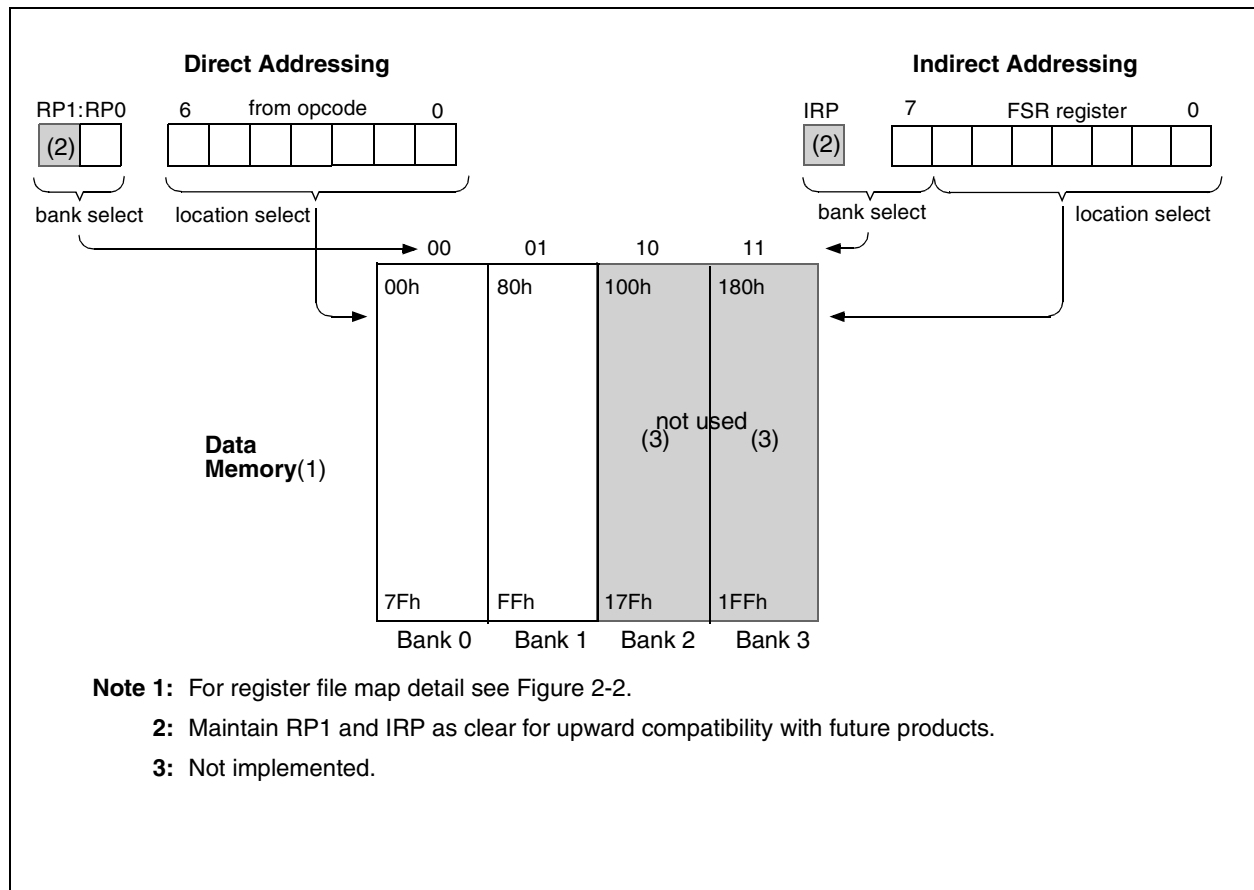 Direct Addressing
Indirect Addressing
RP1:RP0 6 from opcode 0
IRP 7 FSR register 0
(2)
(2)
bank select location select
bank select location select
00 01 10 11
00h 80h 100h 180h
not used
(3) (3)
Data
Memory(1)
7Fh FFh 17Fh 1FFh
Bank 0 Bank 1 Bank 2 Bank 3
Note 1: For register file map detail see Figure 2-2.
2: Maintain RP1 and IRP as clear for upward compatibility with future products.
3: Not implemented.